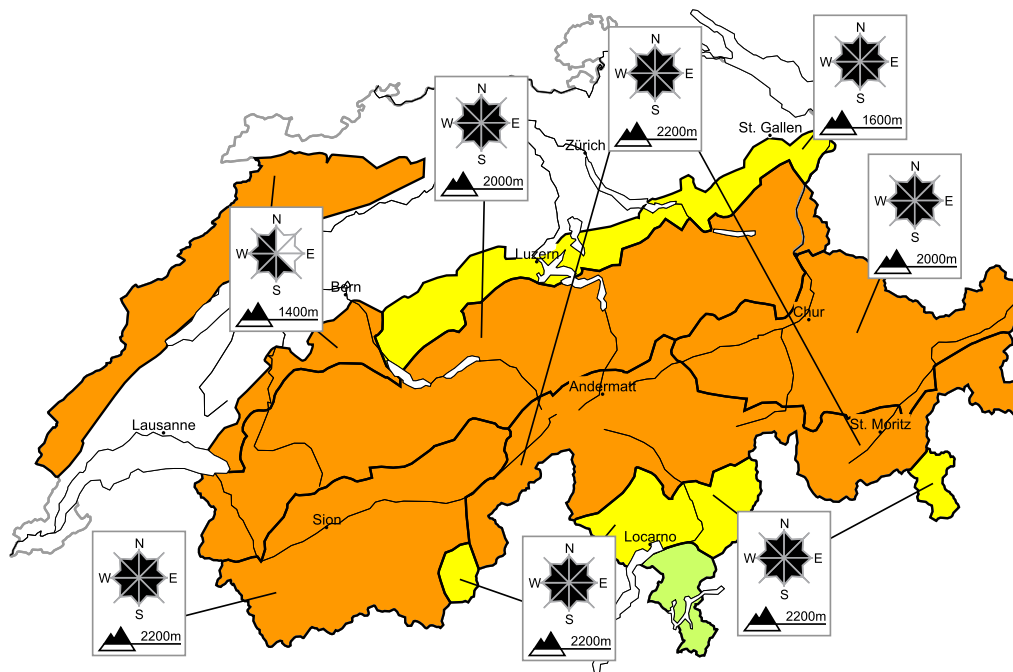 N
W E
S
2200m
N
W E
S
1600m
N
W E
S
2000m
St. Gallen
Zürich
N
W E
S
2000m
N
W E
S
1400m
Luzern
Bern
Chur
Andermatt
Lausanne
St. Moritz
Sion
Locarno
N
W E
S
2200m
N
W E
S
2200m
N
W E
S
2200m